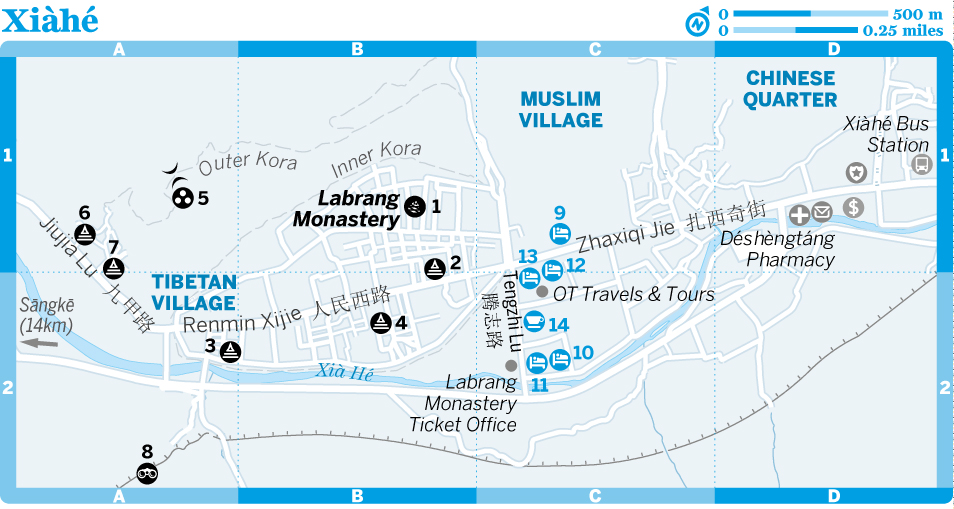 Xiàhé
0 500 m
0 0.25 miles
A B C D
CHINESE
QUARTER
MUSLIM
VILLAGE
Xiàhé Bus
Station
1 1
Outer Kora
Inner Kora
5
Labrang
Monastery
1
6
9
Jiujia Lu 九甲路
Zhaxiqi Jie 扎西奇街
7
Déshèngtáng
Pharmacy
$
2
13
12
TIBETAN
VILLAGE
OT Travels & Tours
Tengzhi Lu
腾志路
Sāngkē
(14km)
Renmin Xijie 人民西路
4
14
3
10
Xià Hé
11
2 2
Labrang
Monastery
Ticket Office
8
A B C D